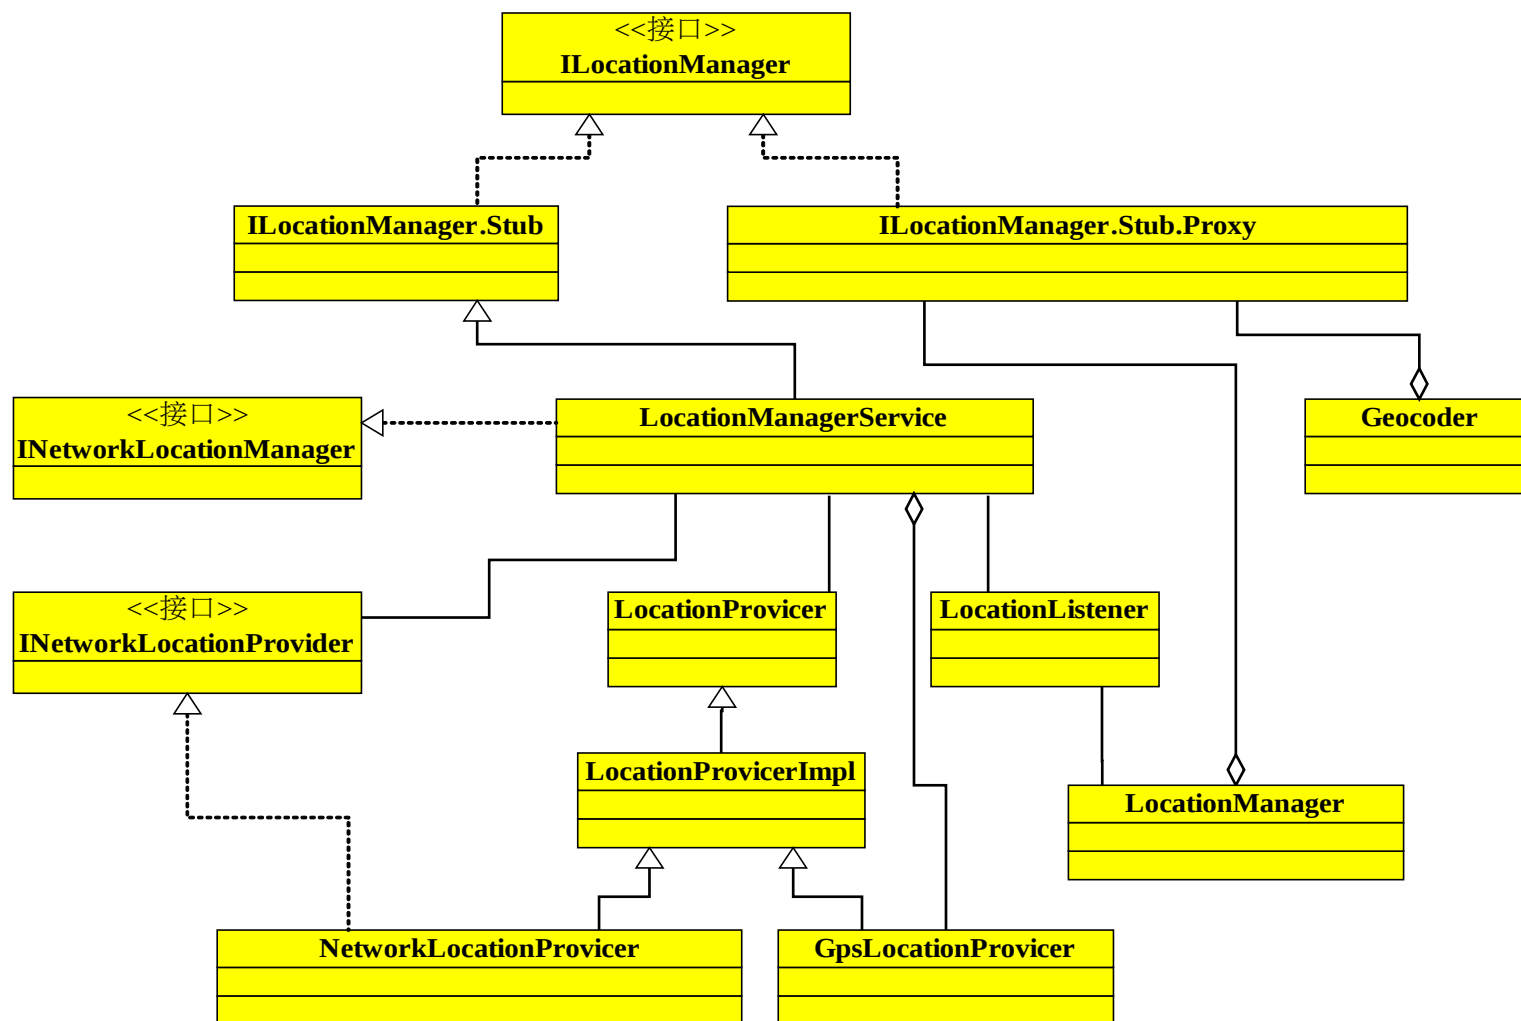 <<接口>>
ILocationManager
ILocationManager.Stub
ILocationManager.Stub.Proxy
<<接口>>
INetworkLocationManager
LocationManagerService
Geocoder
<<接口>>
INetworkLocationProvider
LocationProvicer
LocationListener
LocationProvicerImpl
LocationManager
NetworkLocationProvicer
GpsLocationProvicer